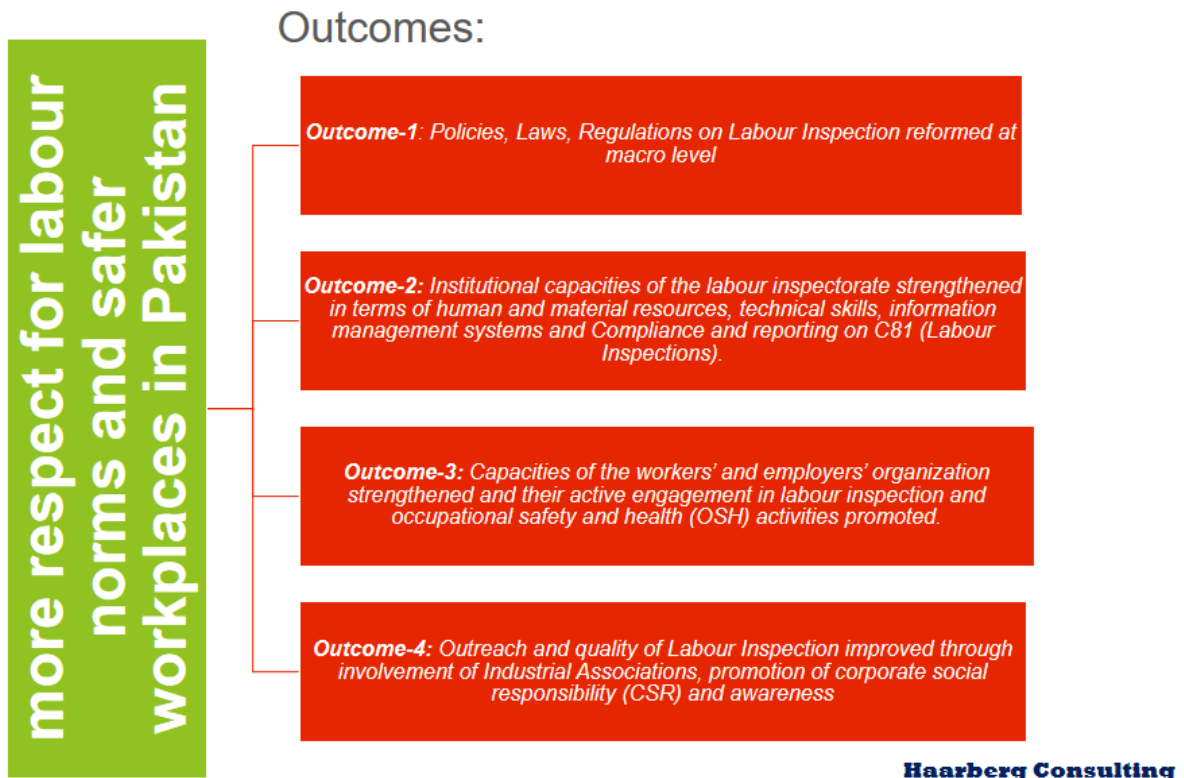 Outcomes:
more respect for labour
norms and safer
workplaces in Pakistan
Outcome-1: Policies, Laws, Regulations on Labour Inspection reformed at
macro level
Outcome-2: Institutional capacities of the labour inspectorate strengthened
in terms of human and material resources, technical skills, information
management systems and Compliance and reporting on C81 (Labour
Inspections).
Outcome-3: Capacities of the workers’ and employers’ organization
strengthened and their active engagement in labour inspection and
occupational safety and health (OSH) activities promoted.
Outcome-4: Outreach and quality of Labour Inspection improved through
involvement of Industrial Associations, promotion of corporate social
responsibility (CSR) and awareness
Haarberg Consulting